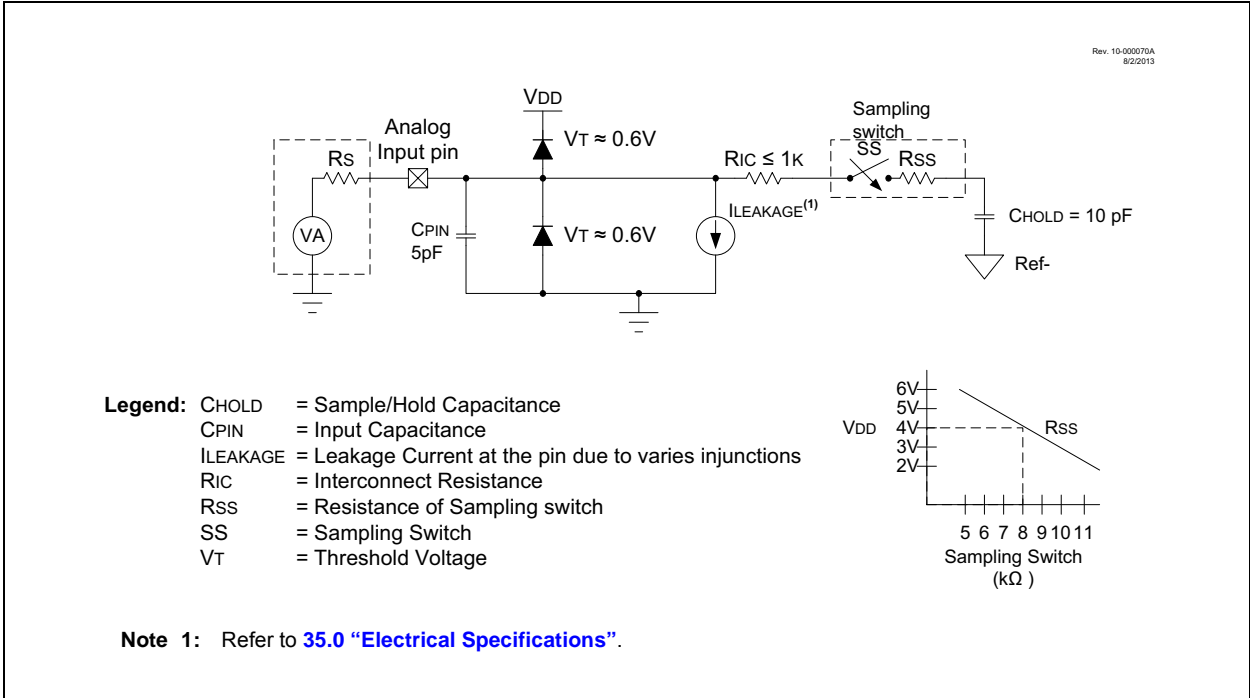 Rev. 10-000070A
8/2/2013
VDD
Sampling
switch
SS
RSS
Analog
Input pin
VT ≈ 0.6V
RS
RIC ≤ 1K
ILEAKAGE(1)
CHOLD = 10 pF
VA
CPIN
5pF
VT ≈ 0.6V
Ref-
Legend: CHOLD = Sample/Hold Capacitance
CPIN = Input Capacitance
ILEAKAGE = Leakage Current at the pin due to varies injunctions
RIC = Interconnect Resistance
RSS = Resistance of Sampling switch
SS = Sampling Switch
VT = Threshold Voltage
6V
5V
VDD 4V
3V
2V
RSS
5 6 7 8 9 10 11
Sampling Switch
(kΩ )
Note 1: Refer to 35.0 “Electrical Specifications”.